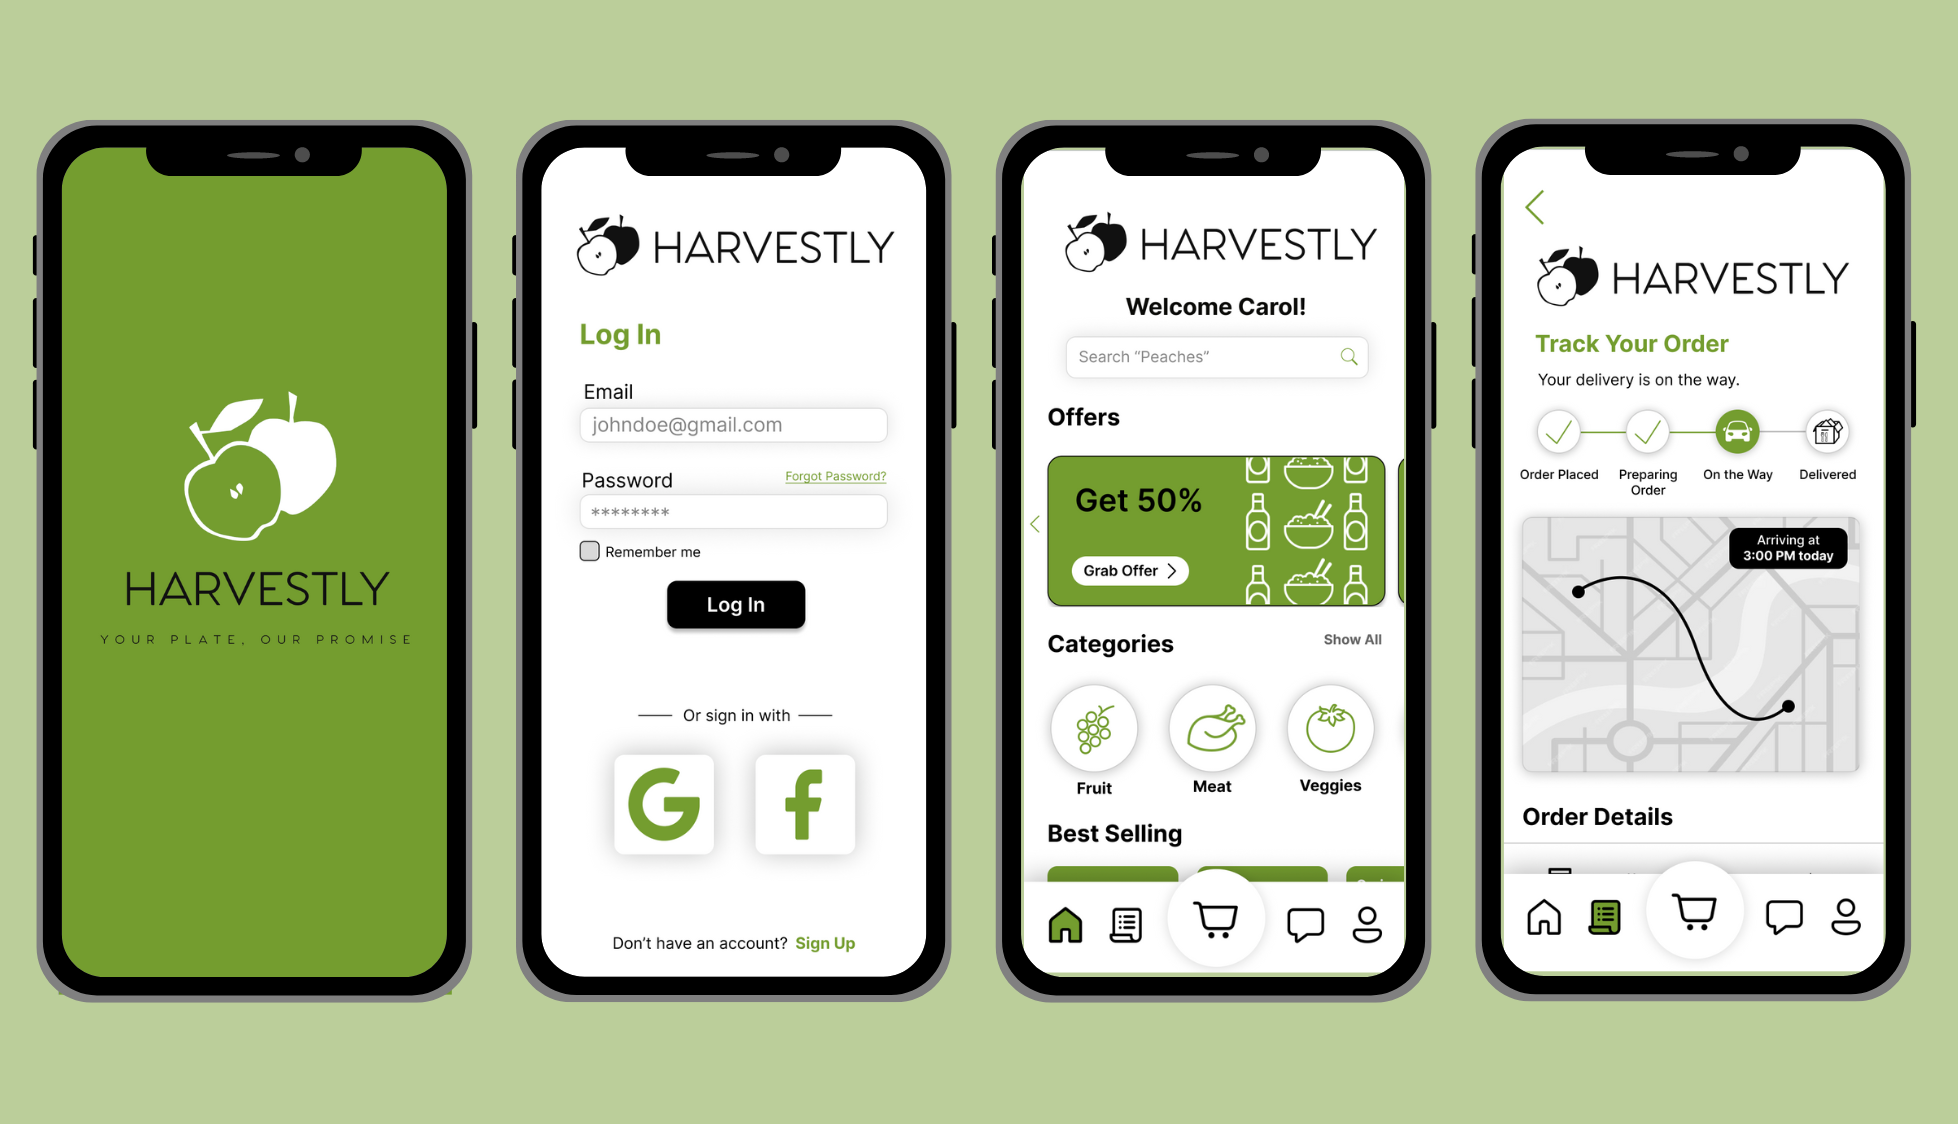 HARVESTLY
YOUR PLATE, OUR PROMISE
HARVESTLY
Log In
Email
johndoe@gmail.com
Password
Forgot Password?
********
Remember me
Log In
Or sign in with
G
f
Don't have an account? Sign Up
HARVESTLY
Welcome Carol!
Search “Peaches”
Offers
Get 50%
Grab Offer
Categories
Show All
Fruit
Meat
Veggies
Best Selling
HARVESTLY
Track Your Order
Your delivery is on the way.
Order Placed
Preparing
Order
On the Way
Delivered
Arriving at
3:00 PM today
Order Details